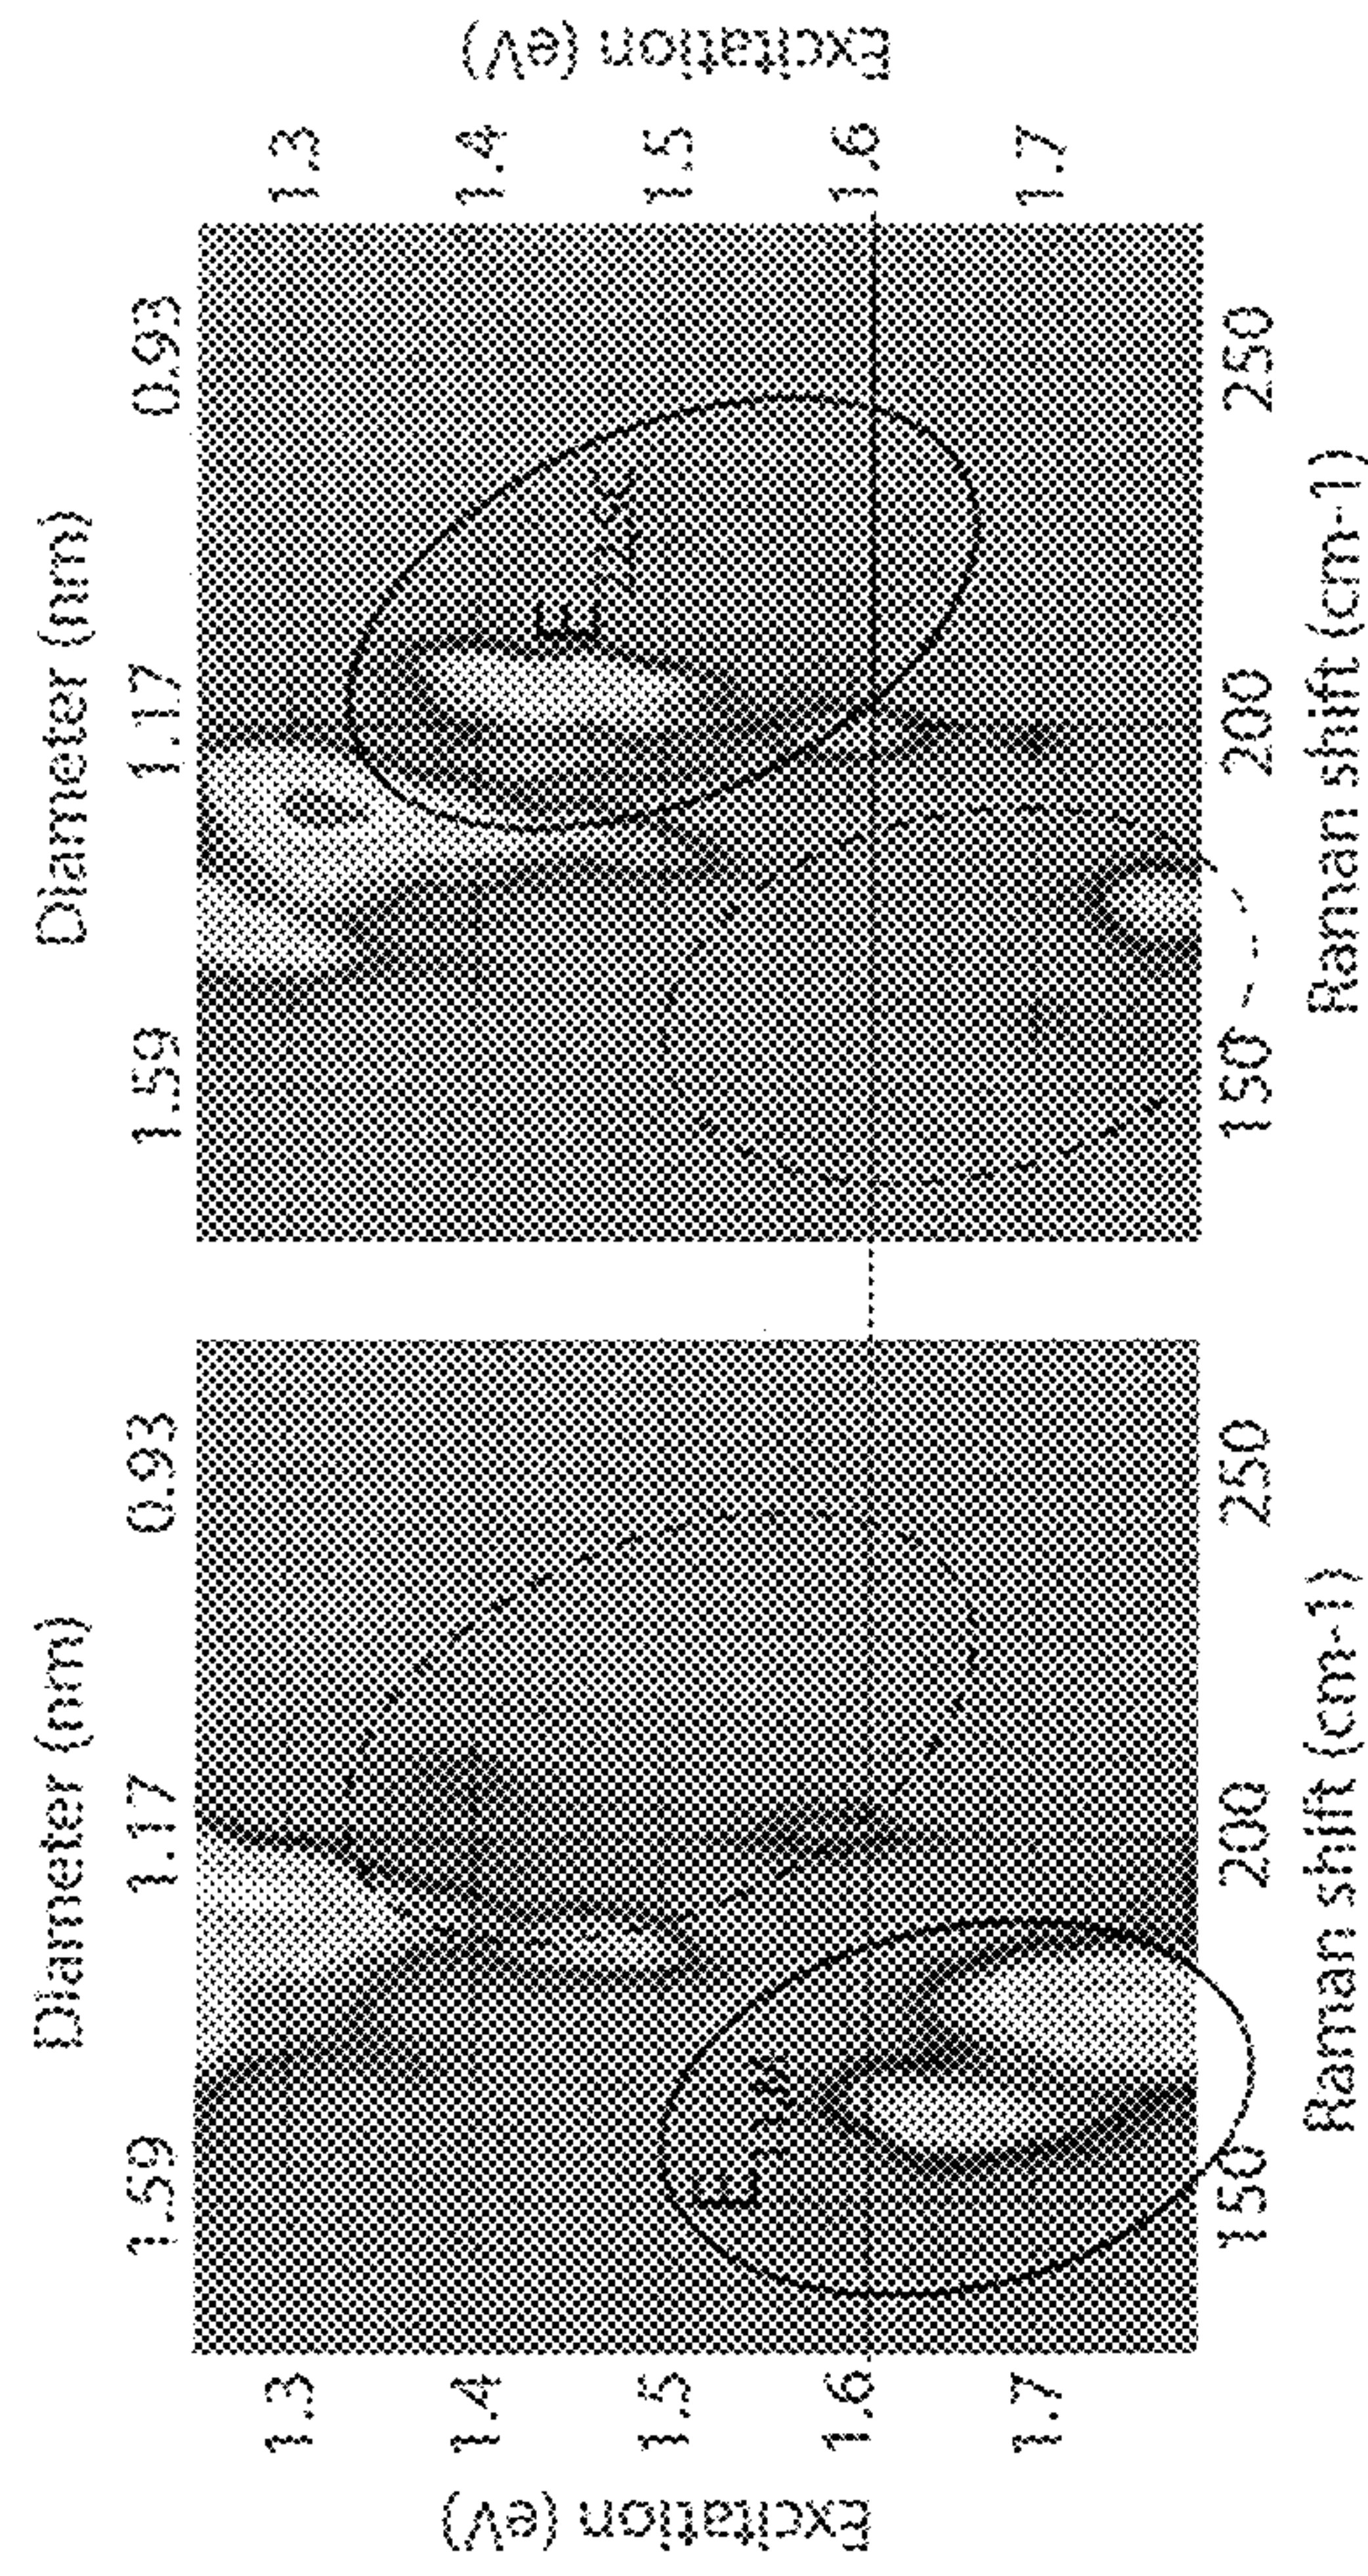 Diameter (nm)
Diameter (nm)
1.59 1.17 0.93
1.59 1.17 0.93
Excitation (eV)
1.3
1.4
1.5
1.6
1.7
E
E
1.3
1.4
1.5
1.6
1.7
Excitation (eV)
150 200 250
150 200 250
Raman shift (cm-1)
Raman shift (cm-1)